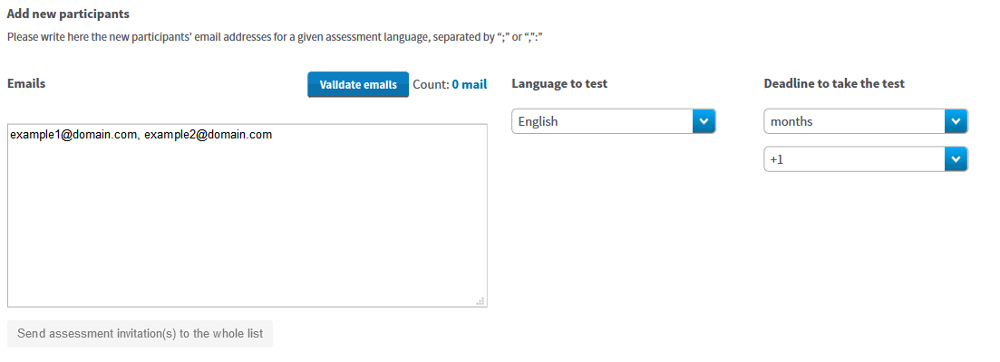 Add new participants
Please write here the new participants’ email addresses for a given assessment language, separated by “;” or “,”:”
Emails
Validate emails
Count: 0 mail
Language to test
Deadline to take the test
example1@domain.com, example2@domain.com
English
months
+1
Send assessment invitation(s) to the whole list